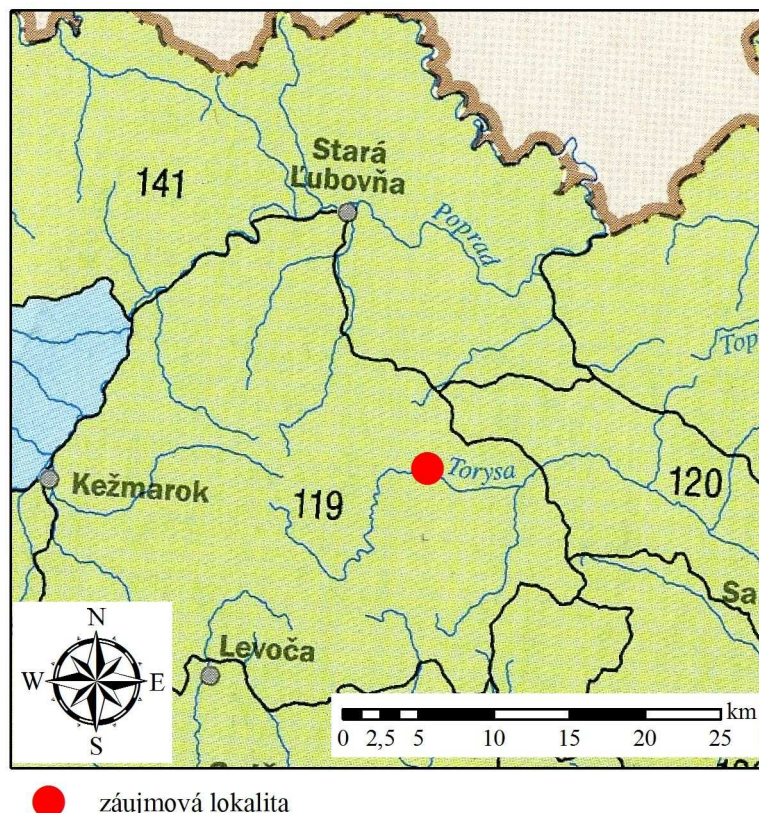 141
Stará
Ľubovňa
Poprad
Top
Torysa
120
Kežmarok
119
Sa
Levoča
N
W E
S
km
0 2,5 5 10 15 20 25
záujmová lokalita